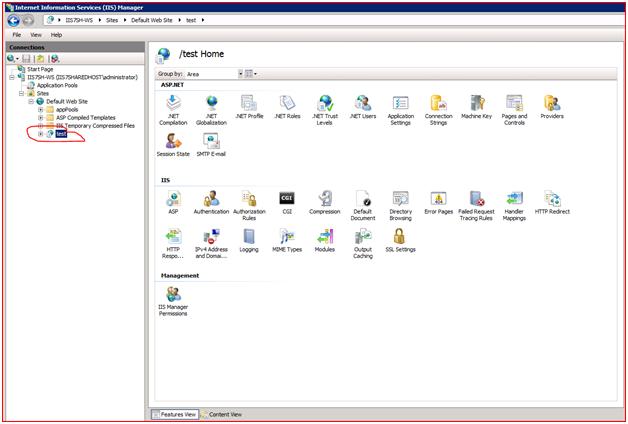 Internet Information Services (IIS) Manager
IIS7SH-WS
Sites
Default Web Site
test
File View Help
Connections
Start Page
IIS7SH-WS (IIS7SHAREDHOST\administrator)
Application Pools
Sites
Default Web Site
appPools
ASP Compiled Templates
IIS Temporary Compressed Files
test
/test Home
Group by: Area
ASP.NET
.NET Compilation
.NET Globalization
.NET Profile
.NET Roles
.NET Trust Levels
.NET Users
Application Settings
Connection Strings
Machine Key
Pages and Controls
Providers
Session State
SMTP E-mail
IIS
ASP
Authentication
Authorization Rules
CGI
CGI
Compression
Default Document
Directory Browsing
Error Pages
Failed Request Tracing Rules
Handler Mappings
HTTP Redirect
HTTP Respo...
IPv4 Address and Domai...
Logging
MIME Types
Modules
Output Caching
SSL Settings
Management
IIS Manager Permissions
Features View
Content View